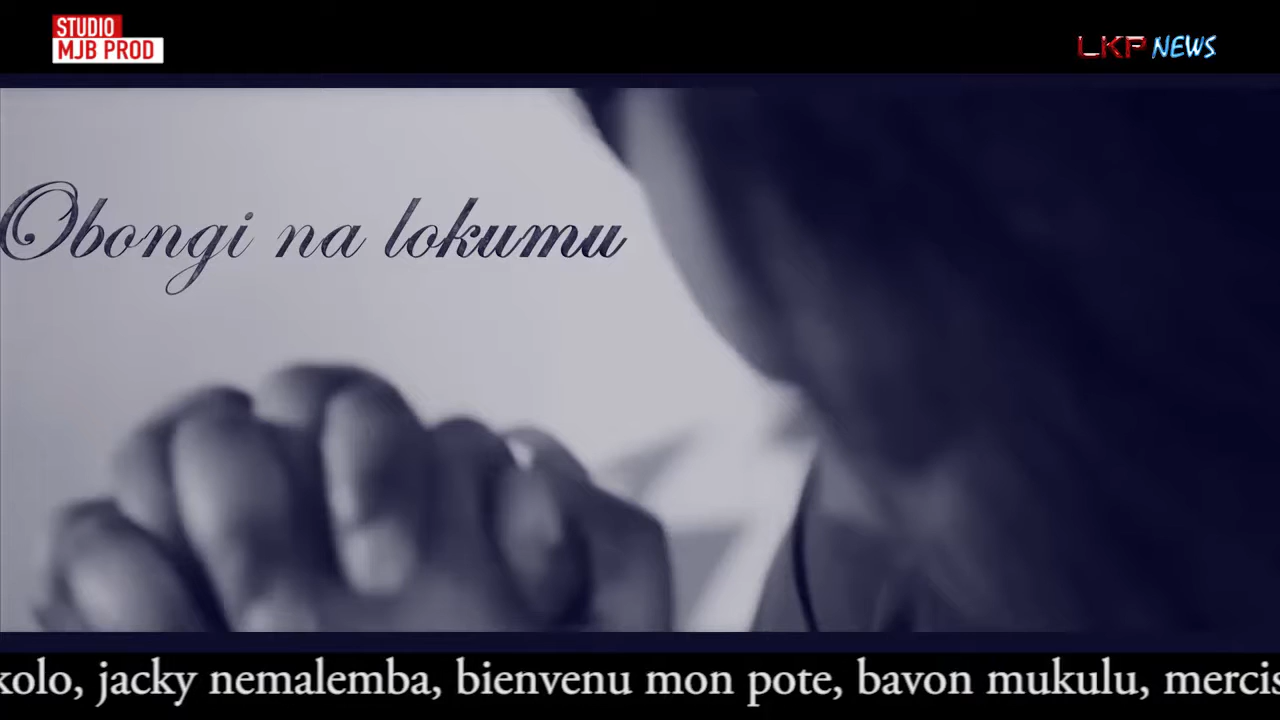 STUDIO
MJB PROD
LKP NEWS
Obongi na lokumu
kolo, jacky nemalemba, bienvenu mon pote, bavon mukulu, mercis